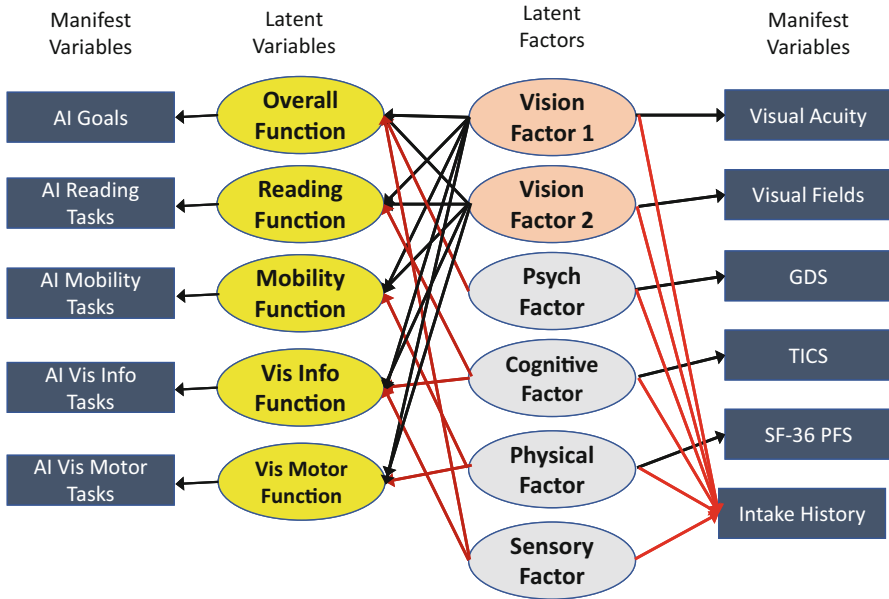 Manifest
Variables
Latent
Variables
Latent
Factors
Manifest
Variables
AI Goals
Overall
Function
Vision
Factor 1
Visual Acuity
AI Reading
Tasks
Reading
Function
Vision
Factor 2
Visual Fields
AI Mobility
Tasks
Mobility
Function
Psych
Factor
GDS
AI Vis Info
Tasks
Vis Info
Function
Cognitive
Factor
TICS
AI Vis Motor
Tasks
Vis Motor
Function
Physical
Factor
SF-36 PFS
Sensory
Factor
Intake History